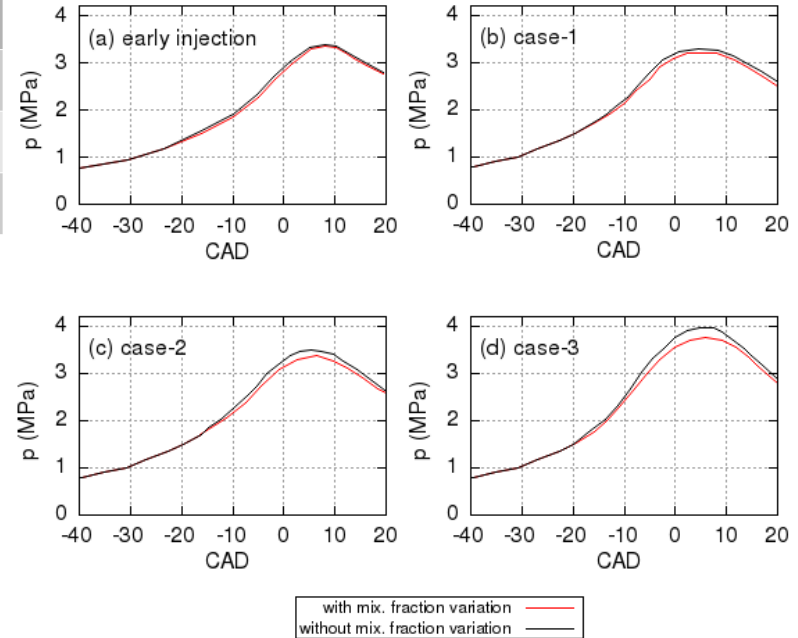 (a) early injection
4
3
2
1
0
p (MPa)
-40 -30 -20 -10 0 10 20
CAD
(b) case-1
4
3
2
1
0
p (MPa)
-40 -30 -20 -10 0 10 20
CAD
(c) case-2
4
3
2
1
0
p (MPa)
-40 -30 -20 -10 0 10 20
CAD
(d) case-3
4
3
2
1
0
p (MPa)
-40 -30 -20 -10 0 10 20
CAD
with mix. fraction variation
without mix. fraction variation